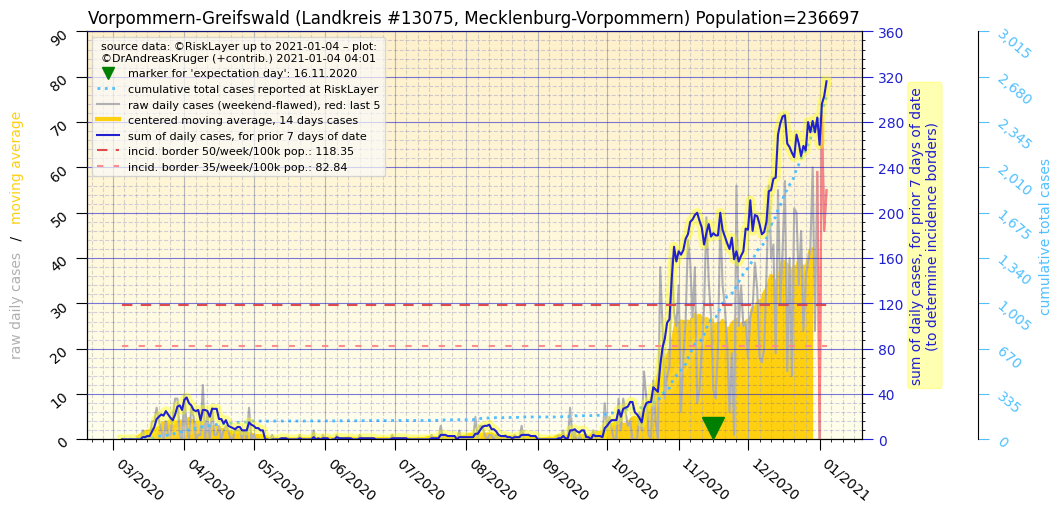 Vorpommern-Greifswald (Landkreis #13075, Mecklenburg-Vorpommern) Population=236697
source data: ©RiskLayer up to 2021-01-04 – plot:
©DrAndreasKruger (+contrib.) 2021-01-04 04:01
marker for 'expectation day': 16.11.2020
cumulative total cases reported at RiskLayer
raw daily cases (weekend-flawed), red: last 5
centered moving average, 14 days cases
sum of daily cases, for prior 7 days of date
incid. border 50/week/100k pop.: 118.35
incid. border 35/week/100k pop.: 82.84
raw daily cases / moving average
90
80
70
60
50
40
30
20
10
0
03/2020
04/2020
05/2020
06/2020
07/2020
08/2020
09/2020
10/2020
11/2020
12/2020
01/2021
360
320
280
240
200
160
120
80
40
0
sum of daily cases, for prior 7 days of date
(to determine incidence borders)
3,015
2,680
2,345
2,010
1,675
1,340
1,005
670
335
0
cumulative total cases